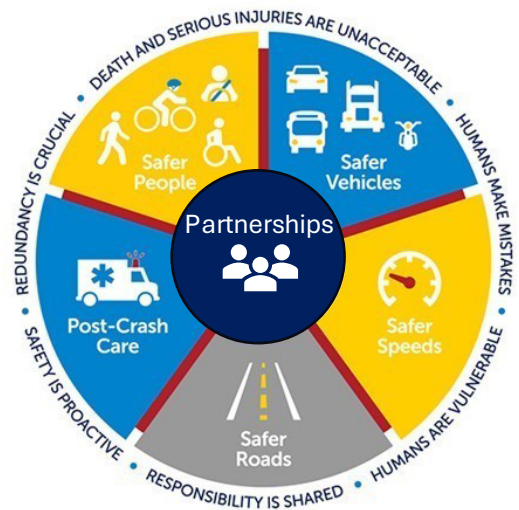 DEATH AND SERIOUS INJURIES ARE UNACCEPTABLE
HUMANS MAKE MISTAKES
HUMANS ARE VULNERABLE
RESPONSIBILITY IS SHARED
SAFETY IS PROACTIVE
REDUNDANCY IS CRUCIAL
Safer
People
Safer
Vehicles
Partnerships
Post-Crash
Care
Safer
Speeds
Safer
Roads